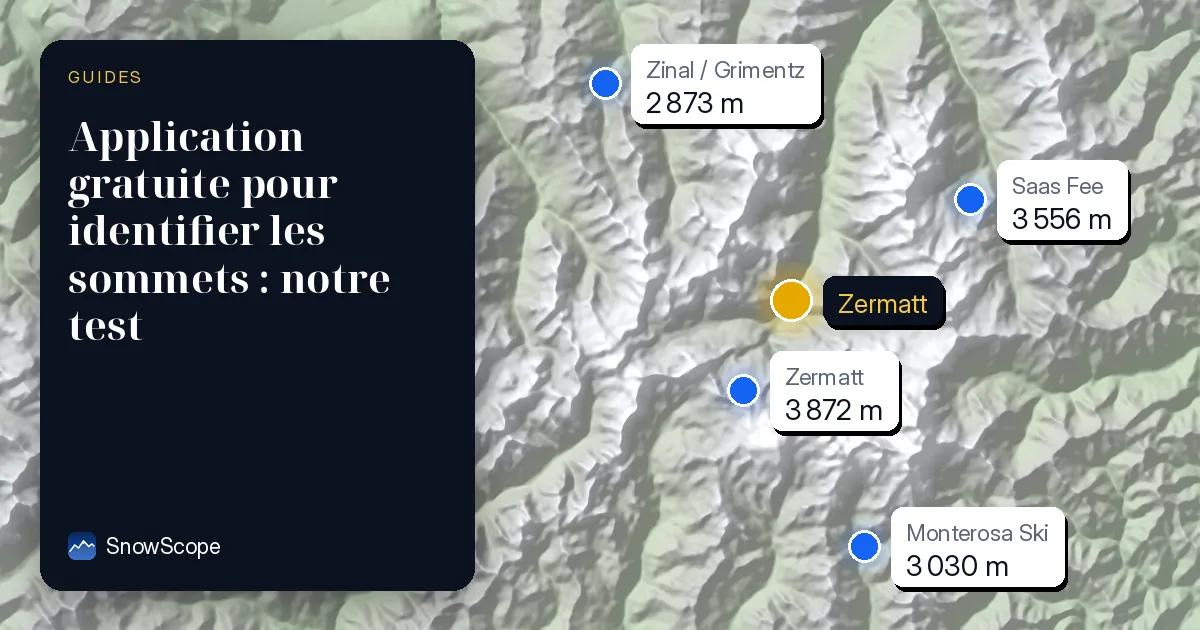 GUIDES
Application
gratuite pour
identifier les
sommets : notre
test
SnowScope
Zinal / Grimentz
2 873 m
Saas Fee
3 556 m
Zermatt
Zermatt
3 872 m
Monterosa Ski
3 030 m